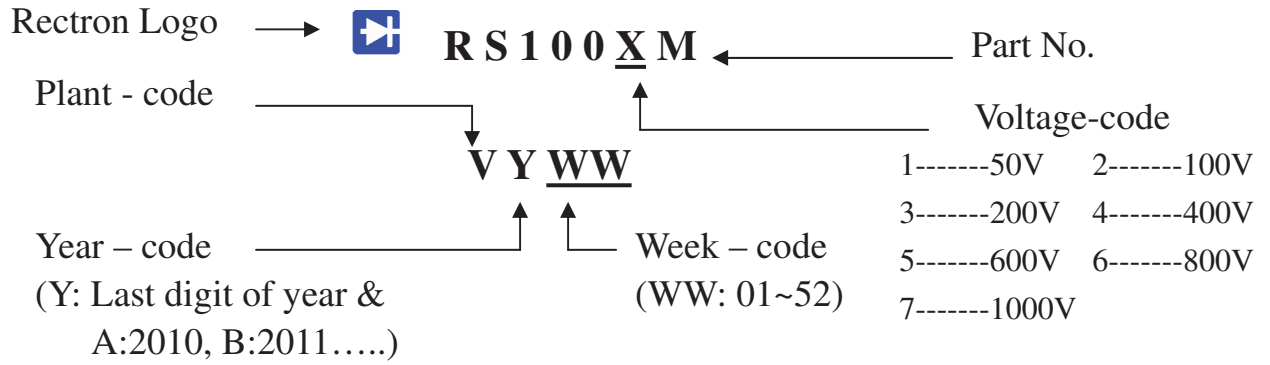 Rectron Logo
R S 1 0 0 X M
Part No.
Plant - code
Voltage-code
V Y WW
1-------50V 2-------100V
3-------200V 4-------400V
5-------600V 6-------800V
7-------1000V
Year – code
(Y: Last digit of year &
A:2010, B:2011…..)
Week – code
(WW: 01~52)